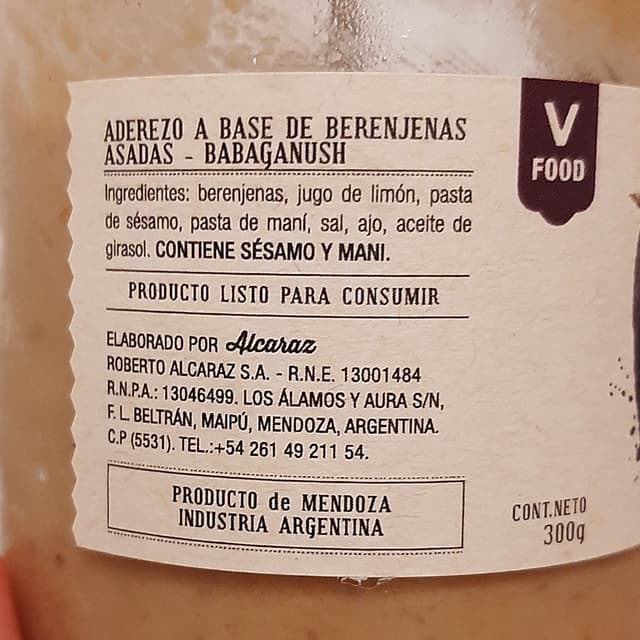 ADEREZO A BASE DE BERENJENAS
ASADAS - BABAGANUSH
V
FOOD
Ingredientes: berenjenas, jugo de limón, pasta
de sésamo, pasta de maní, sal, ajo, aceite de
girasol. CONTIENE SÉSAMO Y MANI.
PRODUCTO LISTO PARA CONSUMIR
ELABORADO POR Alcaraz
ROBERTO ALCARAZ S.A. - R.N.E. 13001484
R.N.P.A.: 13046499. LOS ÁLAMOS Y AURA S/N,
F. L. BELTRÁN, MAIPÚ, MENDOZA, ARGENTINA.
C.P (5531). TEL.:+54 261 49 211 54.
PRODUCTO de MENDOZA
INDUSTRIA ARGENTINA
CONT.NETO
300g